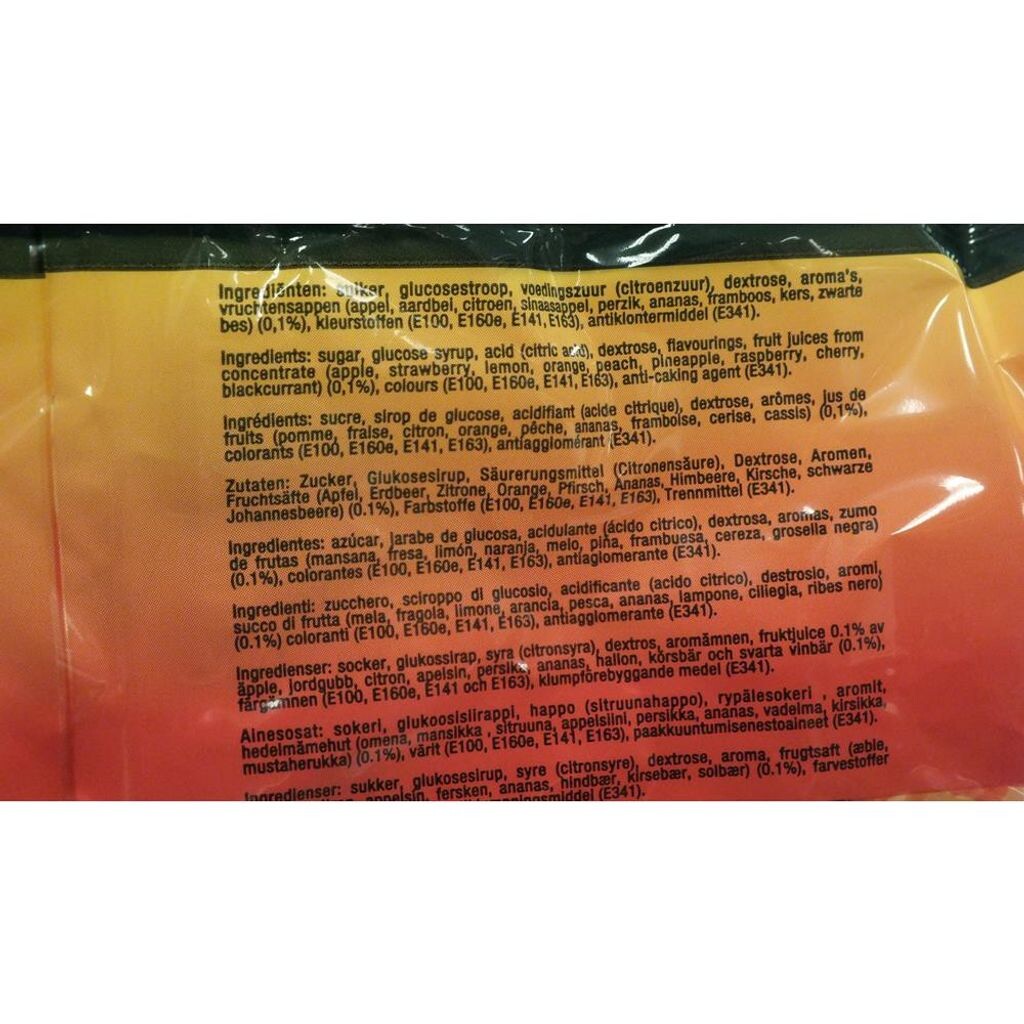 Ingrediënten: suiker, glucosestroop, voedingszuur (citroenzuur), dextrose, aroma's,
vruchtensappen (appel, aardbei, citroen, sinaasappel, perzik, ananas, framboos, kers, zwarte
bes) (0,1%), kleurstoffen (E100, E160e, E141, E163), antiklontermiddel (E341).
Ingredients: sugar, glucose syrup, acid (citric acid), dextrose, flavourings, fruit juices from
concentrate (apple, strawberry, lemon, orange, peach, pineapple, raspberry, cherry,
blackcurrant) (0,1%), colours (E100, E160e, E141, E163), anti-caking agent (E341).
Ingrédients: sucre, sirop de glucose, acidifiant (acide citrique), dextrose, arômes, jus de
fruits (pomme, fraise, citron, orange, pêche, ananas, framboise, cerise, cassis) (0,1%),
colorants (E100, E160e, E141, E163), antiagglomérant (E341).
Zutaten: Zucker, Glukosesirup, Säurerungsmittel (Citronensäure), Dextrose, Aromen,
Fruchtsäfte (Apfel, Erdbeer, Zitrone, Orange, Pfirsch, Ananas, Himbeere, Kirsche, schwarze
Johannesbeere) (0.1%), Farbstoffe (E100, E160e, E141, E163), Trennmittel (E341).
Ingredientes: azúcar, jarabe de glucosa, acidulante (ácido citrico), dextrosa, aromas, zumo
de frutas (mansana, fresa, limón, naranja, melo, piña, frambuesa, cereza, grosella negra)
(0.1%), colorantes (E100, E160e, E141, E163), antiaglomerante (E341).
Ingredienti: zucchero, sciroppo di glucosio, acidificante (acido citrico), destrosio, aromi,
succo di frutta (mela, fragola, limone, arancia, pesca, ananas, lampone, ciliegia, ribes nero)
(0.1%) coloranti (E100, E160e, E141, E163), antiagglomerante (E341).
Ingredienser: socker, glukossirap, syra (citronsyra), dextros, aromämnen, fruktjuice 0.1% av
äpple, jordgubb, citron, apelsin, persika, ananas, hallon, körsbär och svarta vinbär (0.1%),
färgämnen (E100, E160e, E141 och E163), klumpförebyggande medel (E341).
Ainesosat: sokeri, glukoosisiirappi, happo (sitruunahappo), rypälesokeri , aromit,
hedelmämehut (omena, mansikka , sitruuna, appelsiini, persikka, ananas, vadelma, kirsikka,
mustaherukka) (0.1%), värit (E100, E160e, E141, E163), paakkuuntumisenestoaineet (E341).
Ingredienser: sukker, glukosesirup, syre (citronsyre), dextrose, aroma, frugtsaft (æble,
appelsin, fersken, ananas, hindbær, kirsebær, solbær) (0.1%), farvestoffer
(E341).